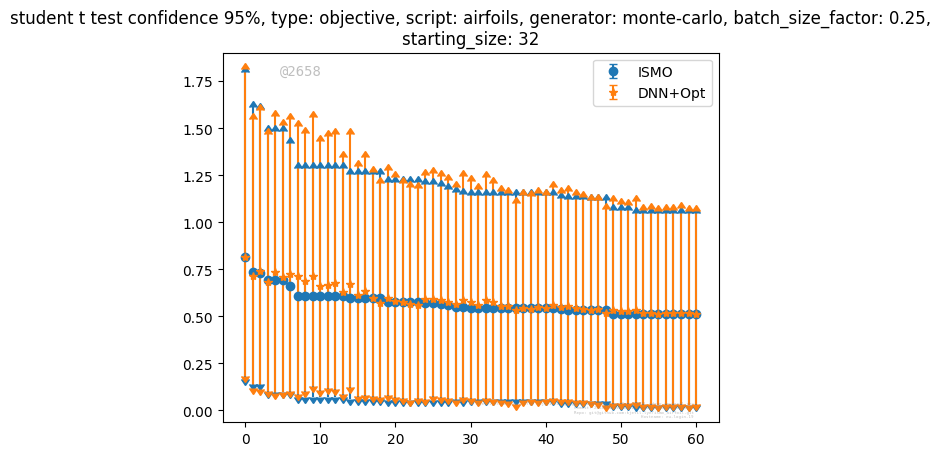 student t test confidence 95%, type: objective, script: airfoils, generator: monte-carlo, batch_size_factor: 0.25,
starting_size: 32
@2658
ISMO
DNN+Opt
1.75
1.50
1.25
1.00
0.75
0.50
0.25
0.00
0 10 20 30 40 50 60